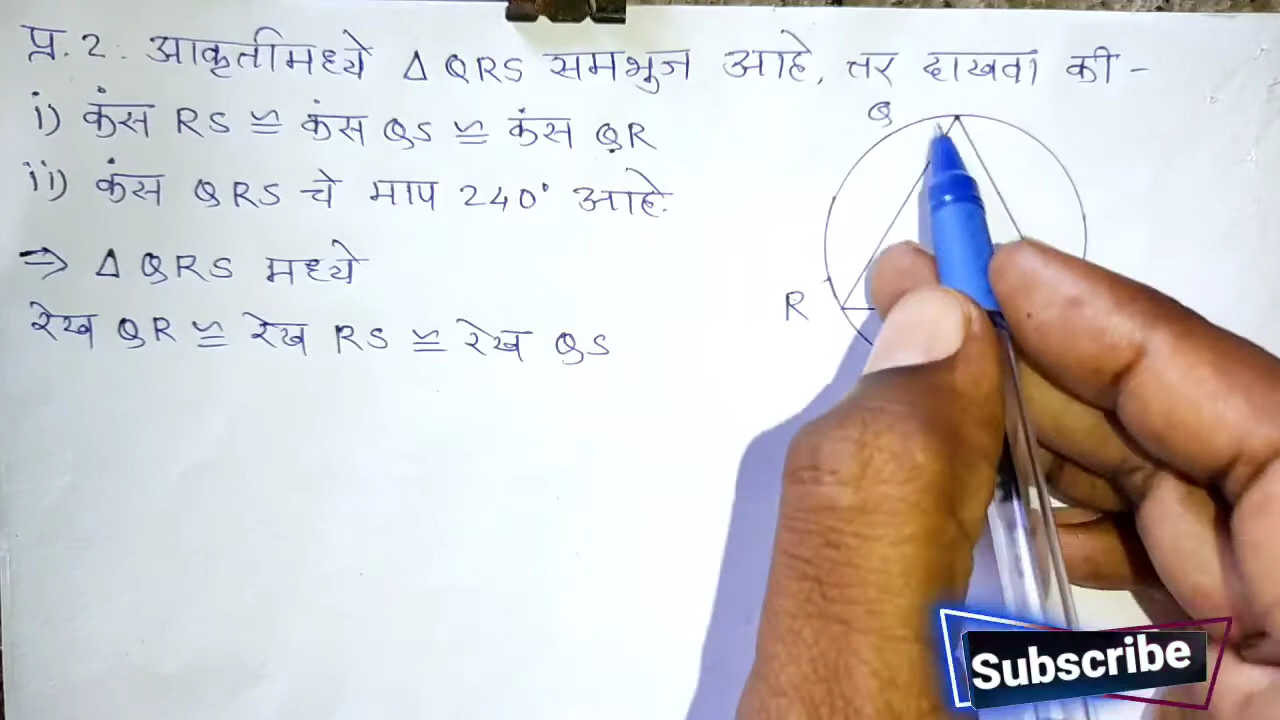 प्र.2. आकृतीमध्ये Δ QRS समभुज आहे, तर दाखवा की -
i) कंस RS ≅ कंस QS ≅ कंस QR
ii) कंस QRS चे माप 240° आहे.
⇒ Δ QRS मध्ये
रेख QR ≅ रेख RS ≅ रेख QS
Q
R
Subscribe